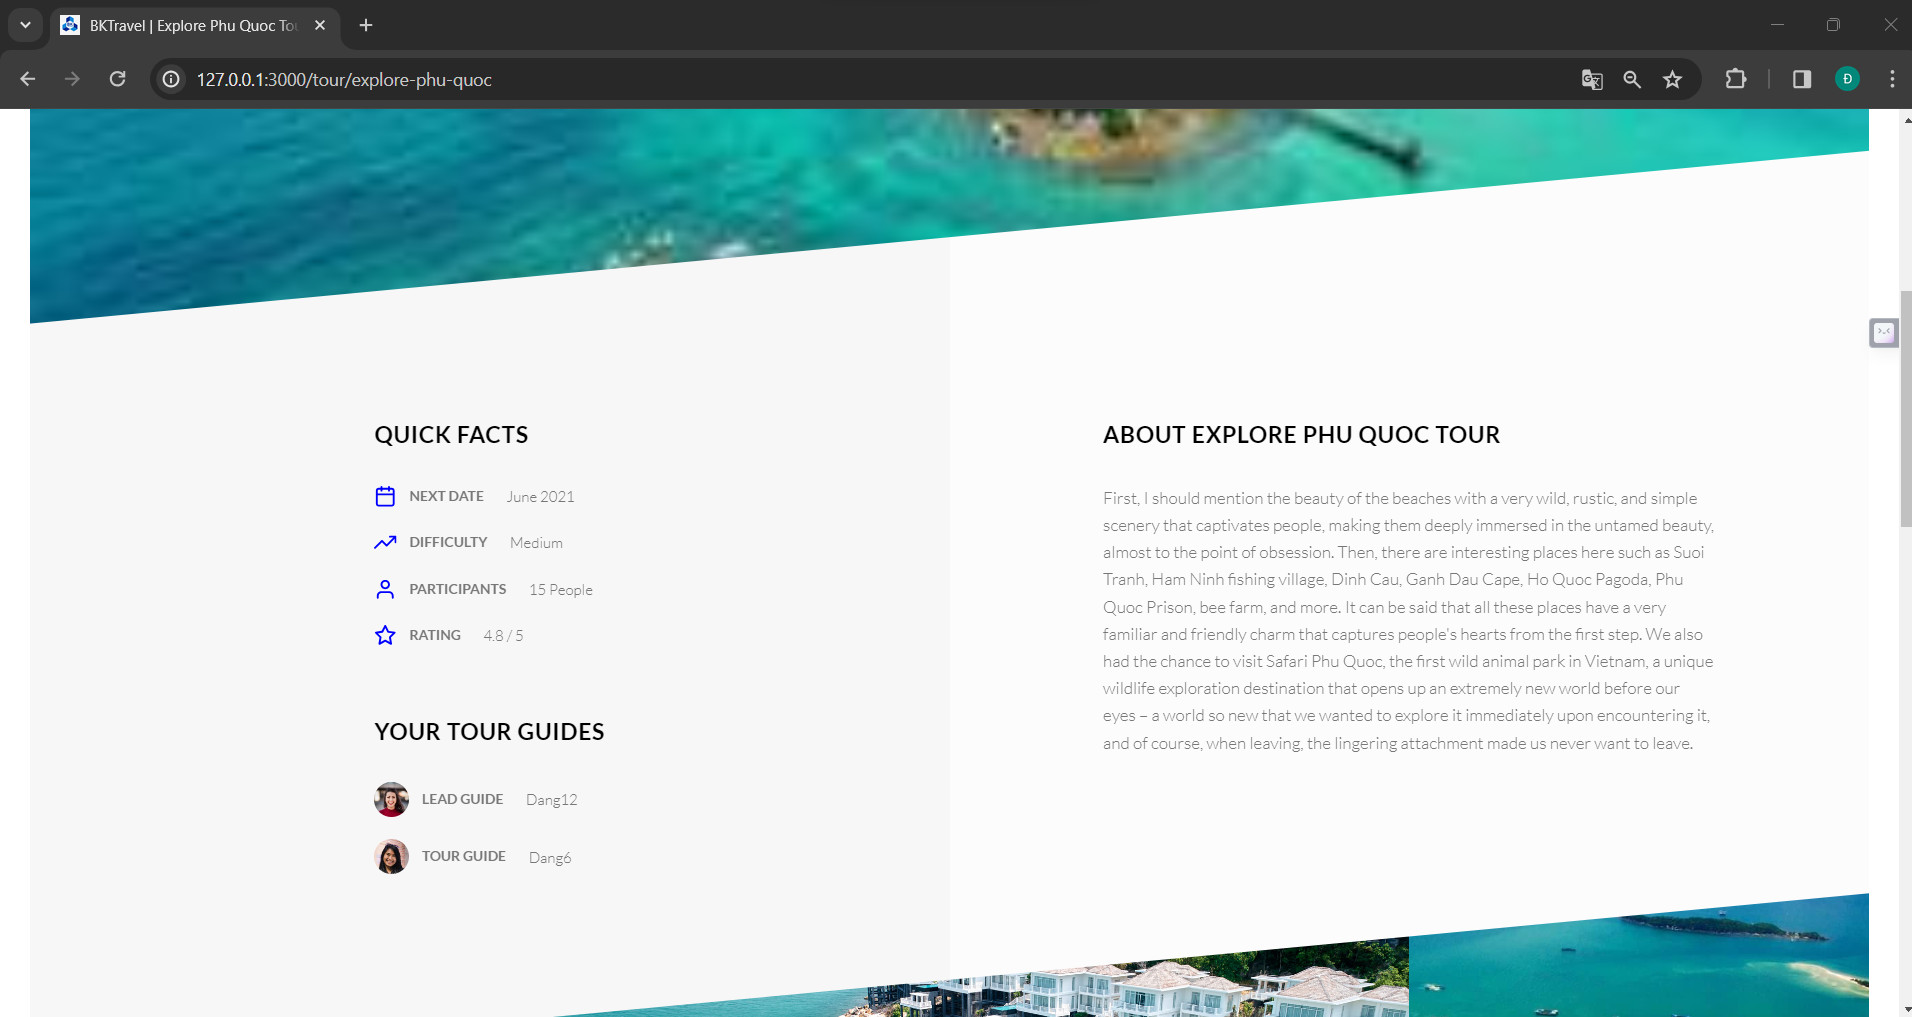 BKTravel | Explore Phu Quoc Tou
127.0.0.1:3000/tour/explore-phu-quoc
Đ
QUICK FACTS
NEXT DATE June 2021
DIFFICULTY Medium
PARTICIPANTS 15 People
RATING 4.8 / 5
YOUR TOUR GUIDES
LEAD GUIDE Dang12
TOUR GUIDE Dang6
ABOUT EXPLORE PHU QUOC TOUR
First, I should mention the beauty of the beaches with a very wild, rustic, and simple
scenery that captivates people, making them deeply immersed in the untamed beauty,
almost to the point of obsession. Then, there are interesting places here such as Suoi
Tranh, Ham Ninh fishing village, Dinh Cau, Ganh Dau Cape, Ho Quoc Pagoda, Phu
Quoc Prison, bee farm, and more. It can be said that all these places have a very
familiar and friendly charm that captures people's hearts from the first step. We also
had the chance to visit Safari Phu Quoc, the first wild animal park in Vietnam, a unique
wildlife exploration destination that opens up an extremely new world before our
eyes – a world so new that we wanted to explore it immediately upon encountering it,
and of course, when leaving, the lingering attachment made us never want to leave.